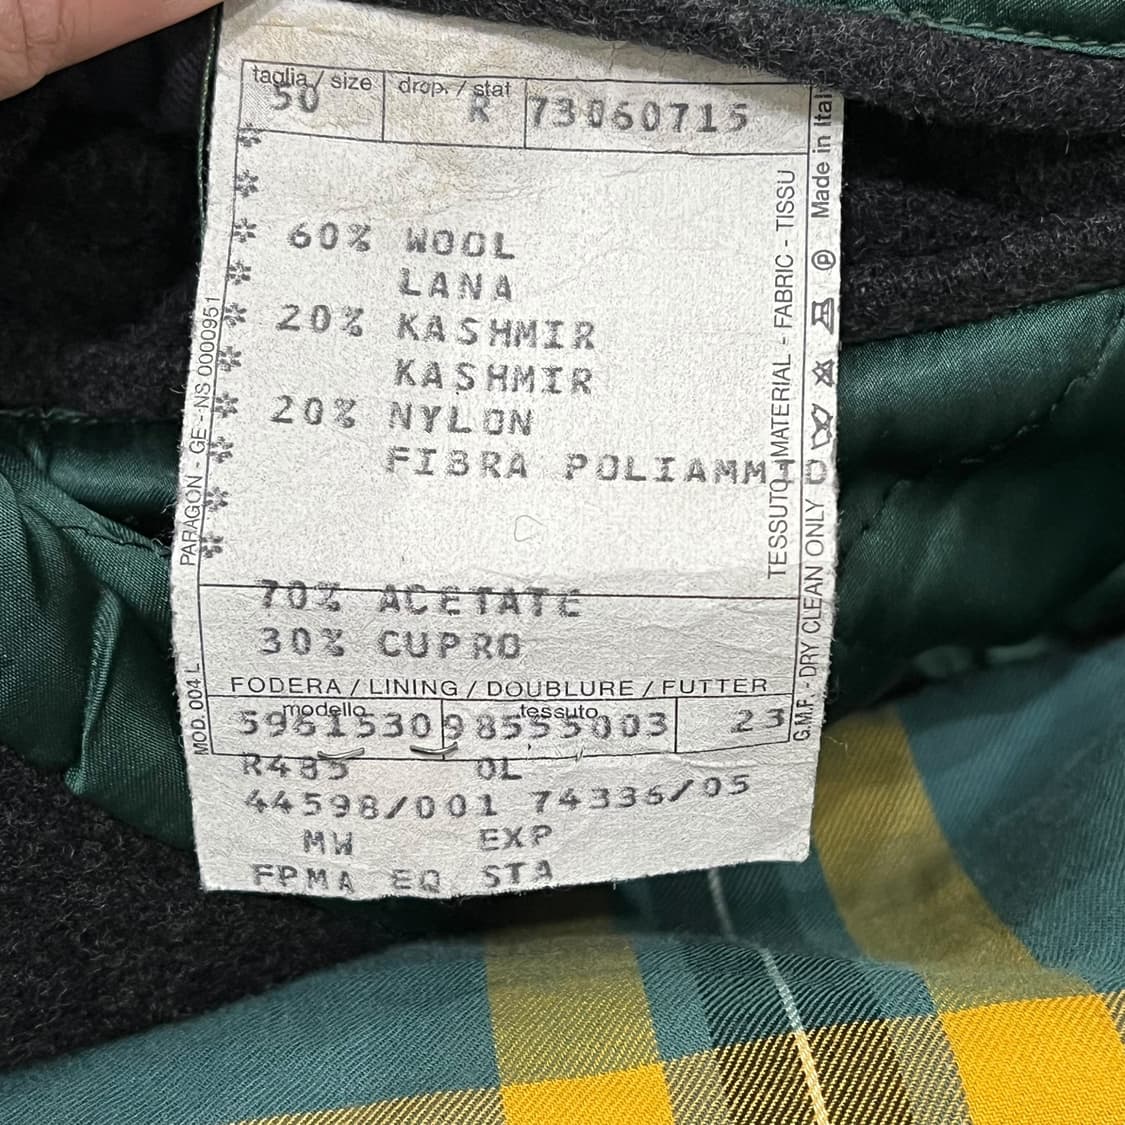 taglia / size drop. / stat
50 R 73060715
60% WOOL
LANA
20% KASHMIR
KASHMIR
20% NYLON
FIBRA POLIAMMID
70% ACETATE
30% CUPRO
FODERA / LINING / DOUBLURE / FUTTER
modello tessuto
59615309 8555003 23
R485 OL
44598/001 74336/05
MW EXP
FPMA EQ STA
PARAGON - GE - NS 0000951
MOD. 004 L
TESSUTO MATERIAL - FABRIC - TISSU
G.M.F. - DRY CLEAN ONLY
P
Made in Ital